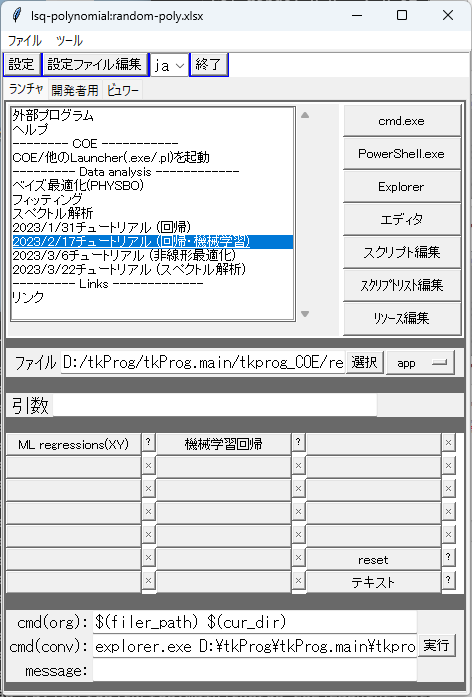 lsq-polynomial:random-poly.xlsx
ファイル ツール
設定 設定ファイル編集 ja 終了
ランチャ 開発者用 ビュワー
外部プログラム
ヘルプ
-------- COE -----------
COE/他のLauncher(.exe/.pl)を起動
--------- Data analysis ------------
ベイズ最適化(PHYSBO)
フィッティング
スペクトル解析
2023/1/31チュートリアル (回帰)
2023/2/17チュートリアル (回帰・機械学習)
2023/3/6チュートリアル (非線形最適化)
2023/3/22チュートリアル (スペクトル解析)
--------- Links -------------
リンク
cmd.exe
PowerShell.exe
Explorer
エディタ
スクリプト編集
スクリプトリスト編集
リソース編集
ファイル D:/tkProg/tkProg.main/tkprog_COE/re 選択 app
引数
ML regressions(XY) ? 機械学習回帰 ? ×
× × ×
× × ×
× × ×
× × ×
× × reset ?
× × テキスト ?
cmd(org): $(filer_path) $(cur_dir)
cmd(conv): explorer.exe D:¥tkProg¥tkProg.main¥tkpro 実行
message: